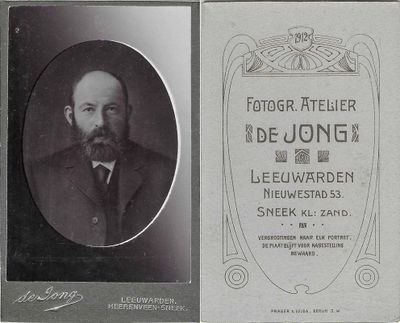 de Jong
LEEUWARDEN.
HEERENVEEN-SNEEK.
1912
FOTOGR. ATELIER
DE JONG
LEEUWARDEN
NIEUWESTAD 53.
SNEEK KL: ZAND.
VERGROOTINGEN NAAR ELK PORTRET.
DE PLAAT BLIJFT VOOR NABESTELLING
BEWAARD.